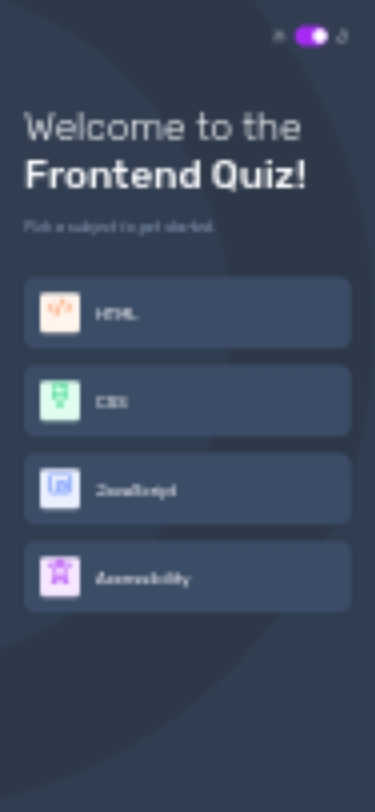 Welcome to the
Frontend Quiz!
Pick a subject to get started.
HTML
CSS
JavaScript
Accessibility